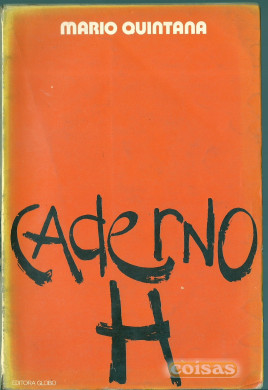 MARIO QUINTANA
CADERNO
H
EDITORA GLOBO
coisas